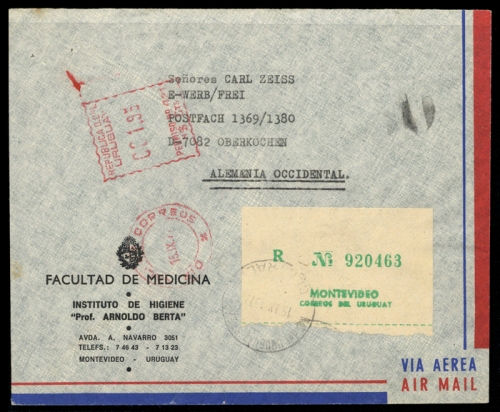 Señores CARL ZEISS
E-WERB/FREI
POSTFACH 1369/1380
D-7082 OBERKOCHEN
ALEMANIA OCCIDENTAL.
REPUBLICA
URUGUAY
CORREOS
FACULTAD DE MEDICINA
INSTITUTO DE HIGIENE
"Prof. ARNOLDO BERTA"
AVDA. A. NAVARRO 3051
TELEFS.: 7 46 43 - 7 13 23
MONTEVIDEO - URUGUAY
R No 920463
MONTEVIDEO
CORREOS DEL URUGUAY
VIA AEREA
AIR MAIL